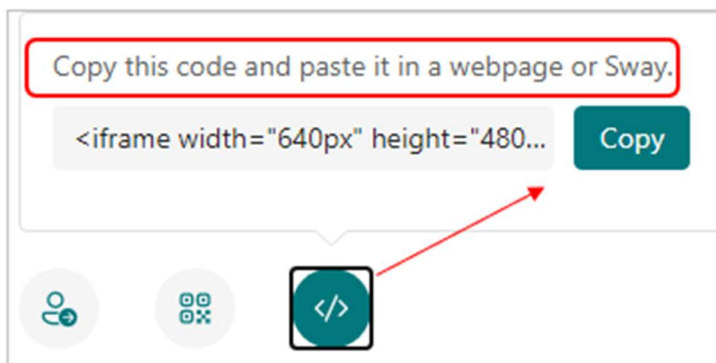 Copy this code and paste it in a webpage or Sway.
<iframe width="640px" height="480...
Copy
</>